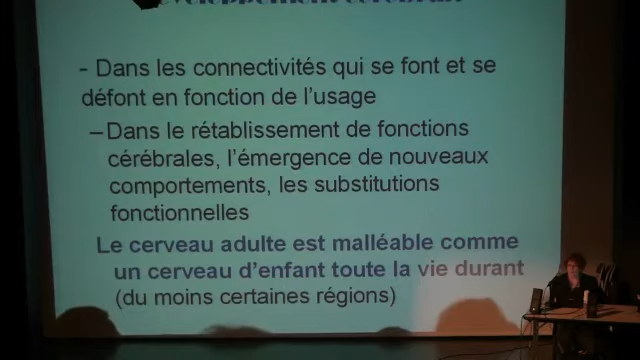 développement cérébral
- Dans les connectivités qui se font et se
défont en fonction de l'usage
– Dans le rétablissement de fonctions
cérébrales, l'émergence de nouveaux
comportements, les substitutions
fonctionnelles
Le cerveau adulte est malléable comme
un cerveau d'enfant toute la vie durant
(du moins certaines régions)